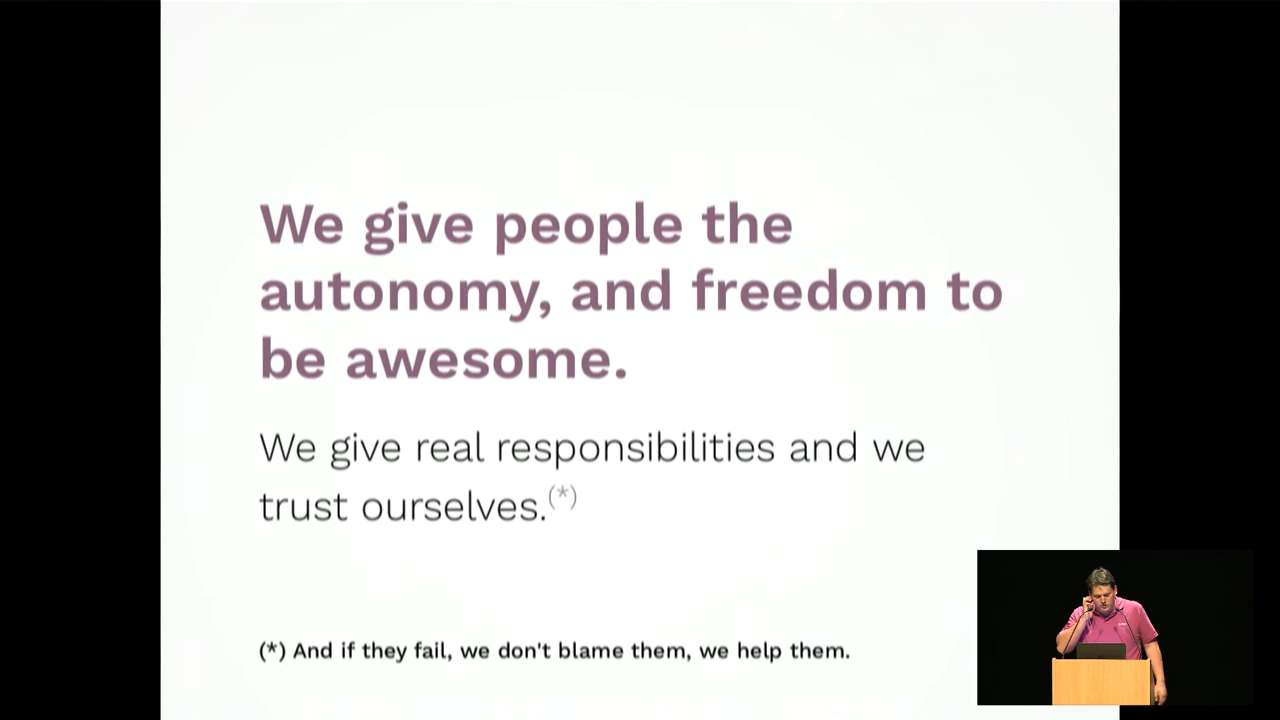 We give people the
autonomy, and freedom to
be awesome.
We give real responsibilities and we
trust ourselves.(*)
(*) And if they fail, we don't blame them, we help them.